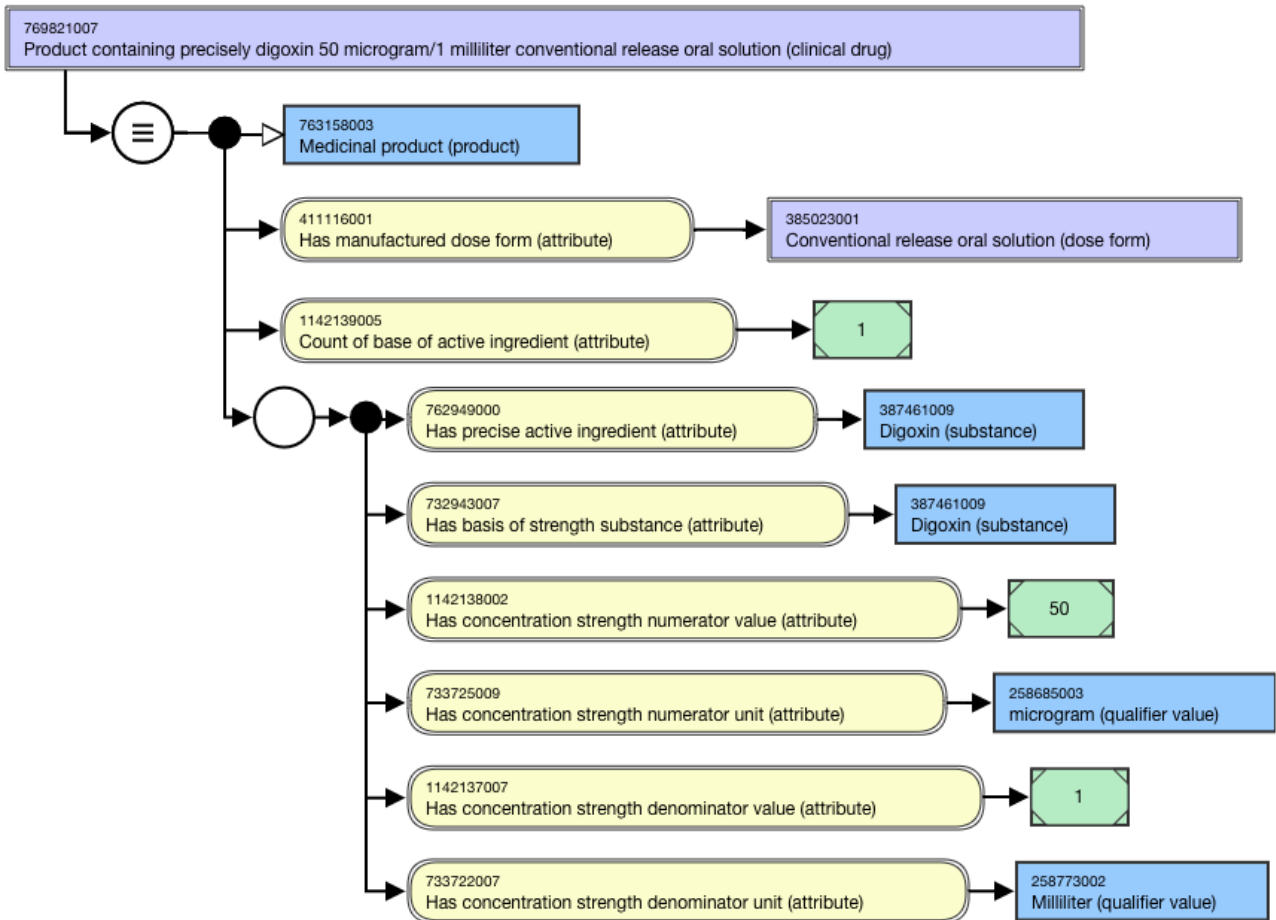 769821007
Product containing precisely digoxin 50 microgram/1 milliliter conventional release oral solution (clinical drug)
763158003
Medicinal product (product)
411116001
Has manufactured dose form (attribute)
385023001
Conventional release oral solution (dose form)
1142139005
Count of base of active ingredient (attribute)
1
762949000
Has precise active ingredient (attribute)
387461009
Digoxin (substance)
732943007
Has basis of strength substance (attribute)
387461009
Digoxin (substance)
1142138002
Has concentration strength numerator value (attribute)
50
733725009
Has concentration strength numerator unit (attribute)
258685003
microgram (qualifier value)
1142137007
Has concentration strength denominator value (attribute)
1
733722007
Has concentration strength denominator unit (attribute)
258773002
Milliliter (qualifier value)